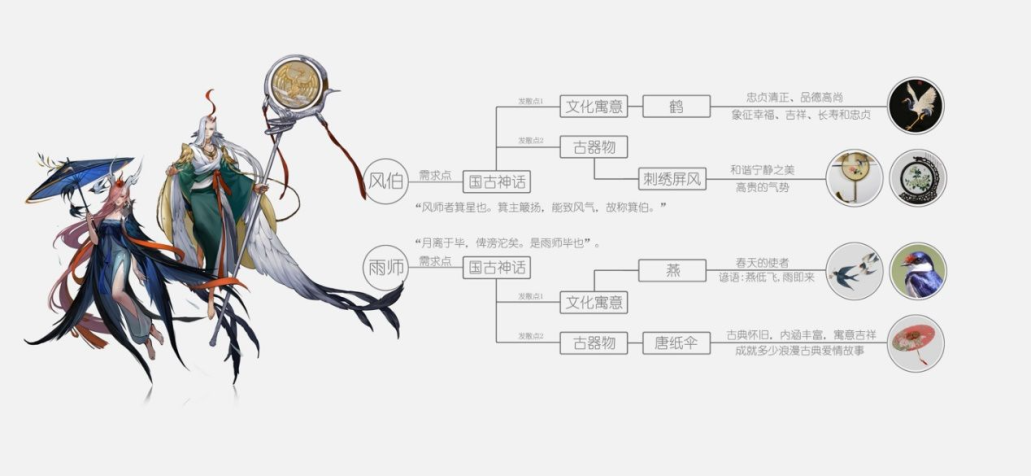 发散点1
文化寓意
鹤
忠贞清正、品德高尚
象征幸福、吉祥、长寿和忠贞
发散点2
古器物
刺绣屏风
和谐宁静之美
高贵的气势
风伯
需求点
国古神话
“风师者箕星也。箕主簸扬，能致风气，故称箕伯。”
“月离于毕，俾滂沱矣。是雨师毕也”。
雨师
需求点
国古神话
燕
春天的使者
谚语:燕低飞,雨即来
发散点1
文化寓意
发散点2
古器物
唐纸伞
古典怀旧，内涵丰富，寓意吉祥
成就多少浪漫古典爱情故事